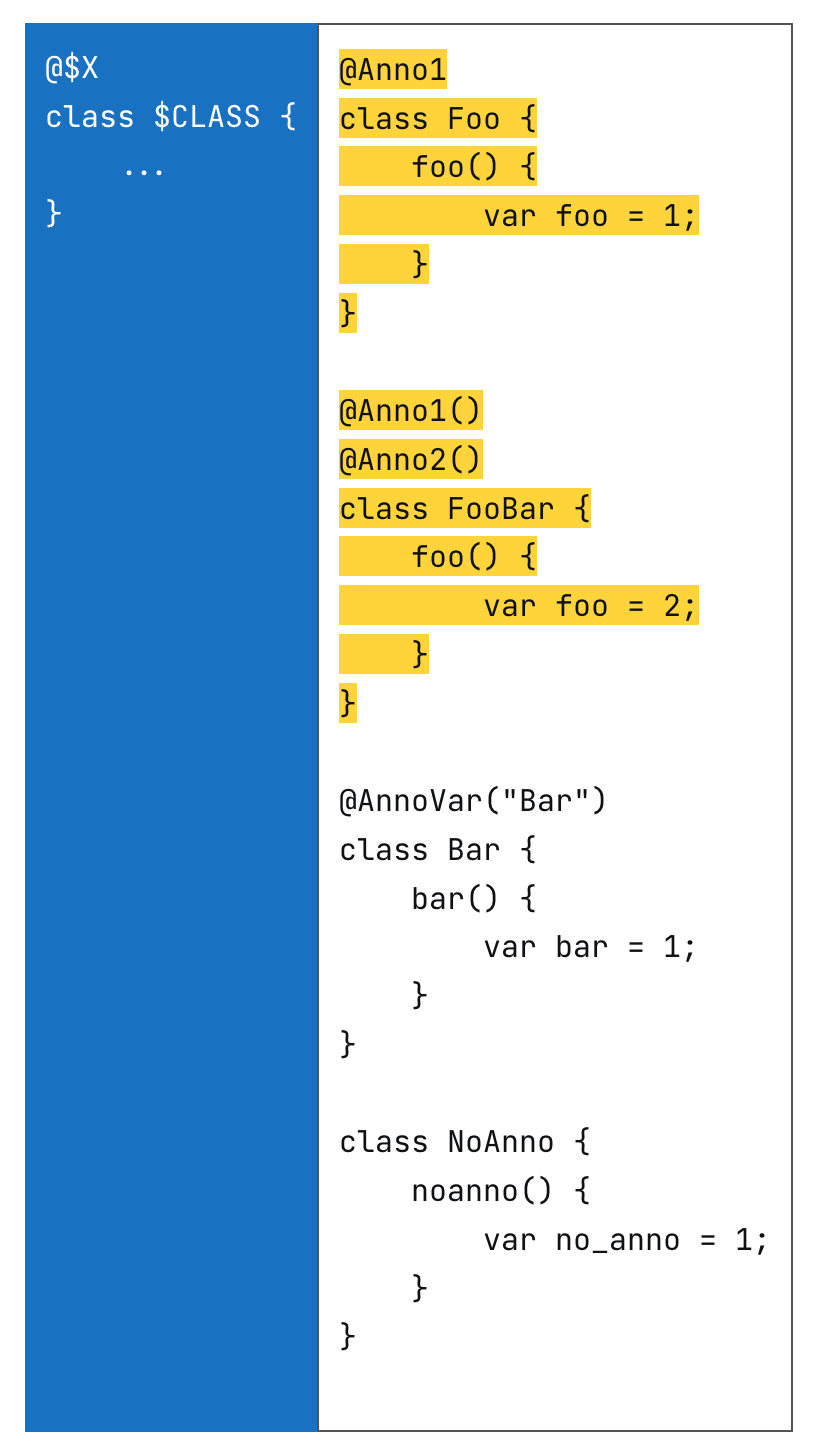 @$X
class $CLASS {
    ...
}
@Anno1
class Foo {
    foo() {
        var foo = 1;
    }
}

@Anno1()
@Anno2()
class FooBar {
    foo() {
        var foo = 2;
    }
}

@AnnoVar("Bar")
class Bar {
    bar() {
        var bar = 1;
    }
}

class NoAnno {
    noanno() {
        var no_anno = 1;
    }
}